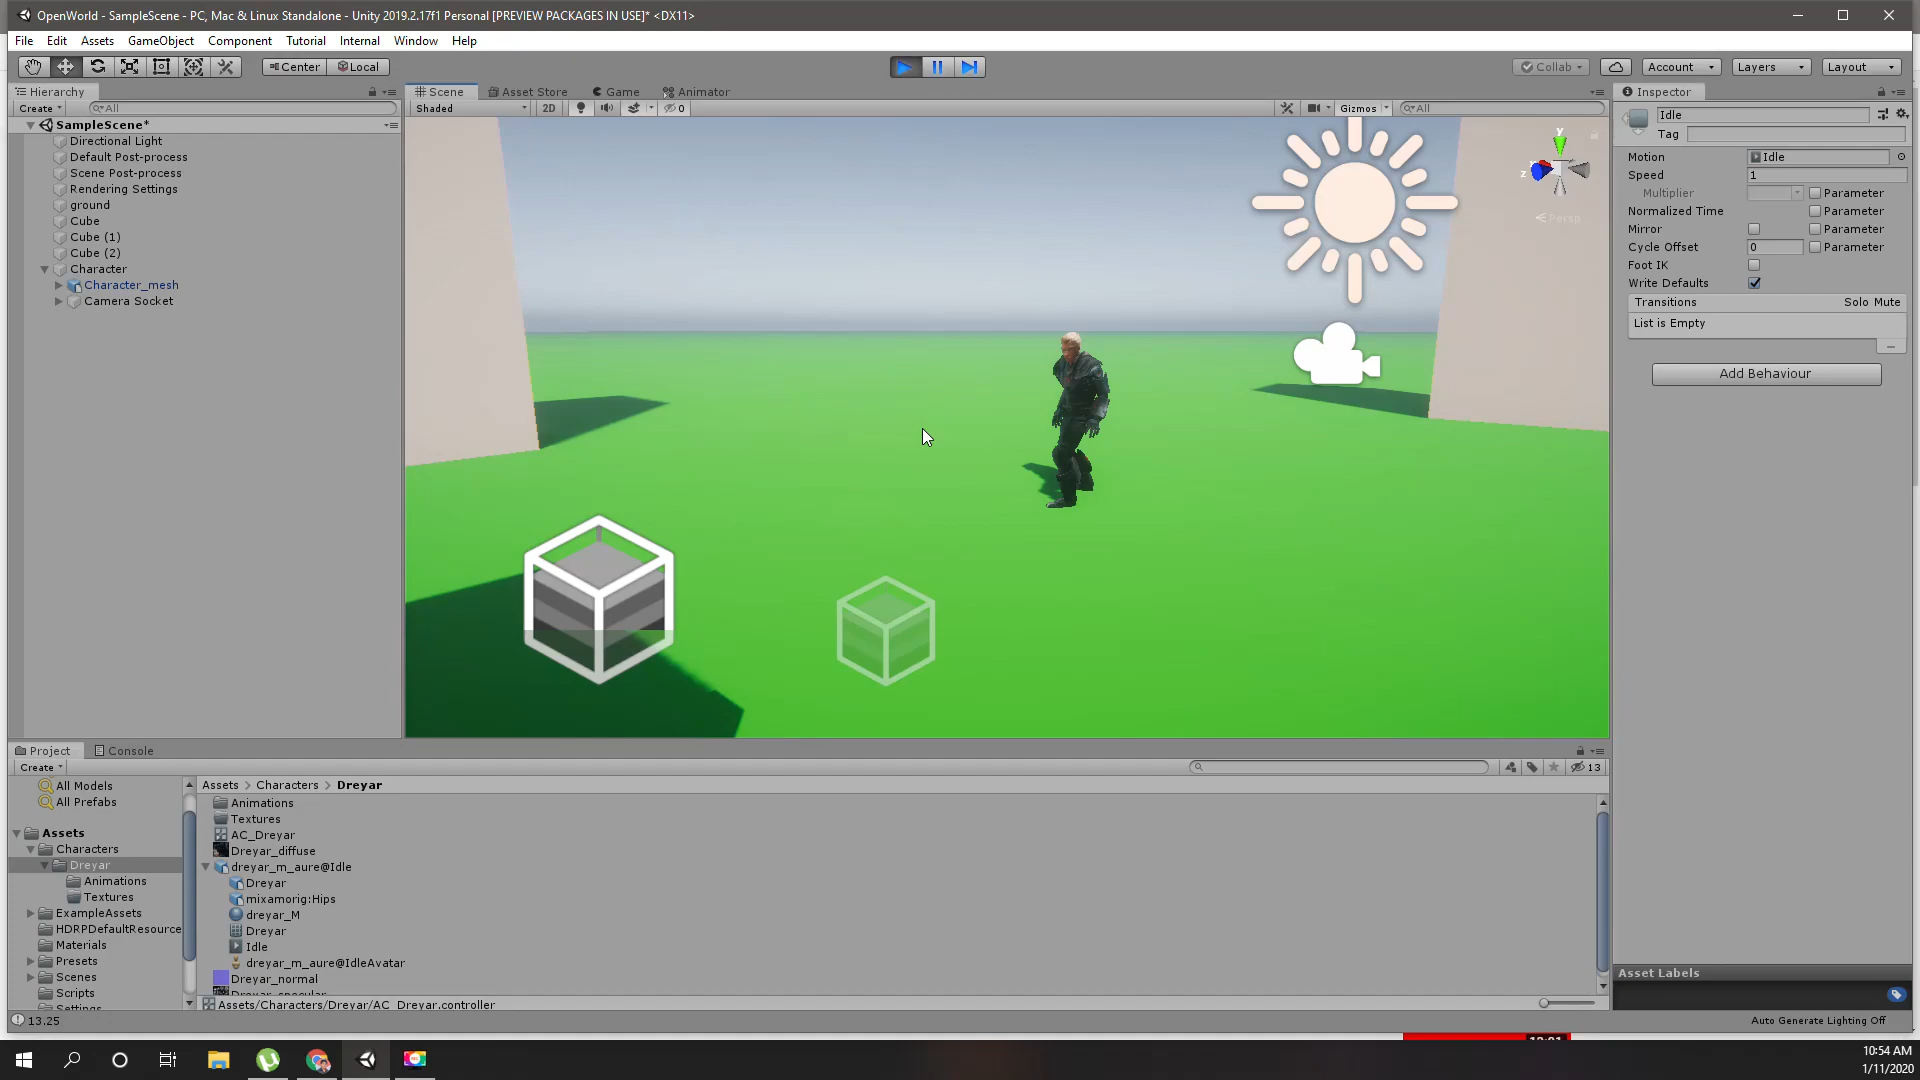 OpenWorld - SampleScene - PC, Mac & Linux Standalone - Unity 2019.2.17f1 Personal [PREVIEW PACKAGES IN USE]* <DX11>
File Edit Assets GameObject Component Tutorial Internal Window Help
Center Local Collab Account Layers Layout
Hierarchy Scene Asset Store Game Animator Inspector
Create All Shaded 2D 0 Gizmos All
SampleScene*
Directional Light
Default Post-process
Scene Post-process
Rendering Settings
ground
Cube
Cube (1)
Cube (2)
Character
Character_mesh
Camera Socket
y
z
Persp
Idle
Tag
Motion Idle
Speed 1
Multiplier Parameter
Normalized Time Parameter
Mirror Parameter
Cycle Offset 0 Parameter
Foot IK
Write Defaults
Transitions Solo Mute
List is Empty
Add Behaviour
Project Console
Create 13
All Models
All Prefabs
Assets
Characters
Dreyar
Animations
Textures
ExampleAssets
HDRPDefaultResource
Materials
Presets
Scenes
Scripts
Settings
Assets > Characters > Dreyar
Animations
Textures
AC_Dreyar
Dreyar_diffuse
dreyar_m_aure@Idle
Dreyar
mixamorig:Hips
dreyar_M
Dreyar
Idle
dreyar_m_aure@IdleAvatar
Dreyar_normal
Dreyar_specular
Assets/Characters/Dreyar/AC_Dreyar.controller
Asset Labels
13.25
Auto Generate Lighting Off
10:54 AM
1/11/2020